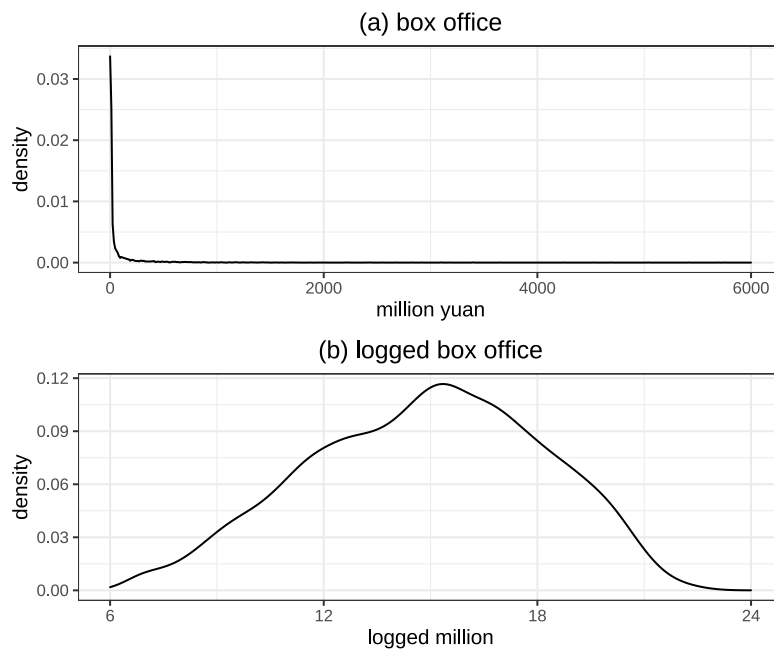 (a) box office
density
0.03
0.02
0.01
0.00
0 2000 4000 6000
million yuan
(b) logged box office
density
0.12
0.09
0.06
0.03
0.00
6 12 18 24
logged million